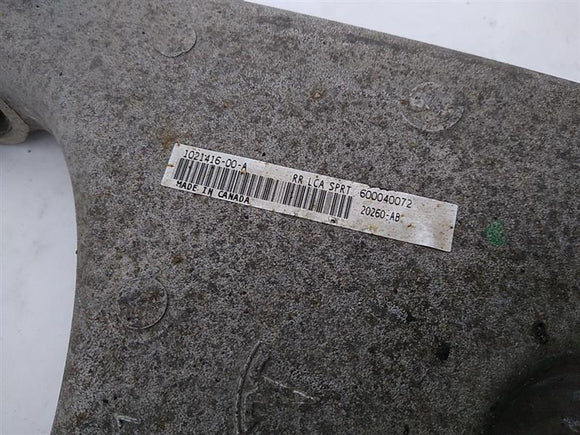 1021416-00-A
RR LCA SPRT 600040072
MADE IN CANADA
20260-AB